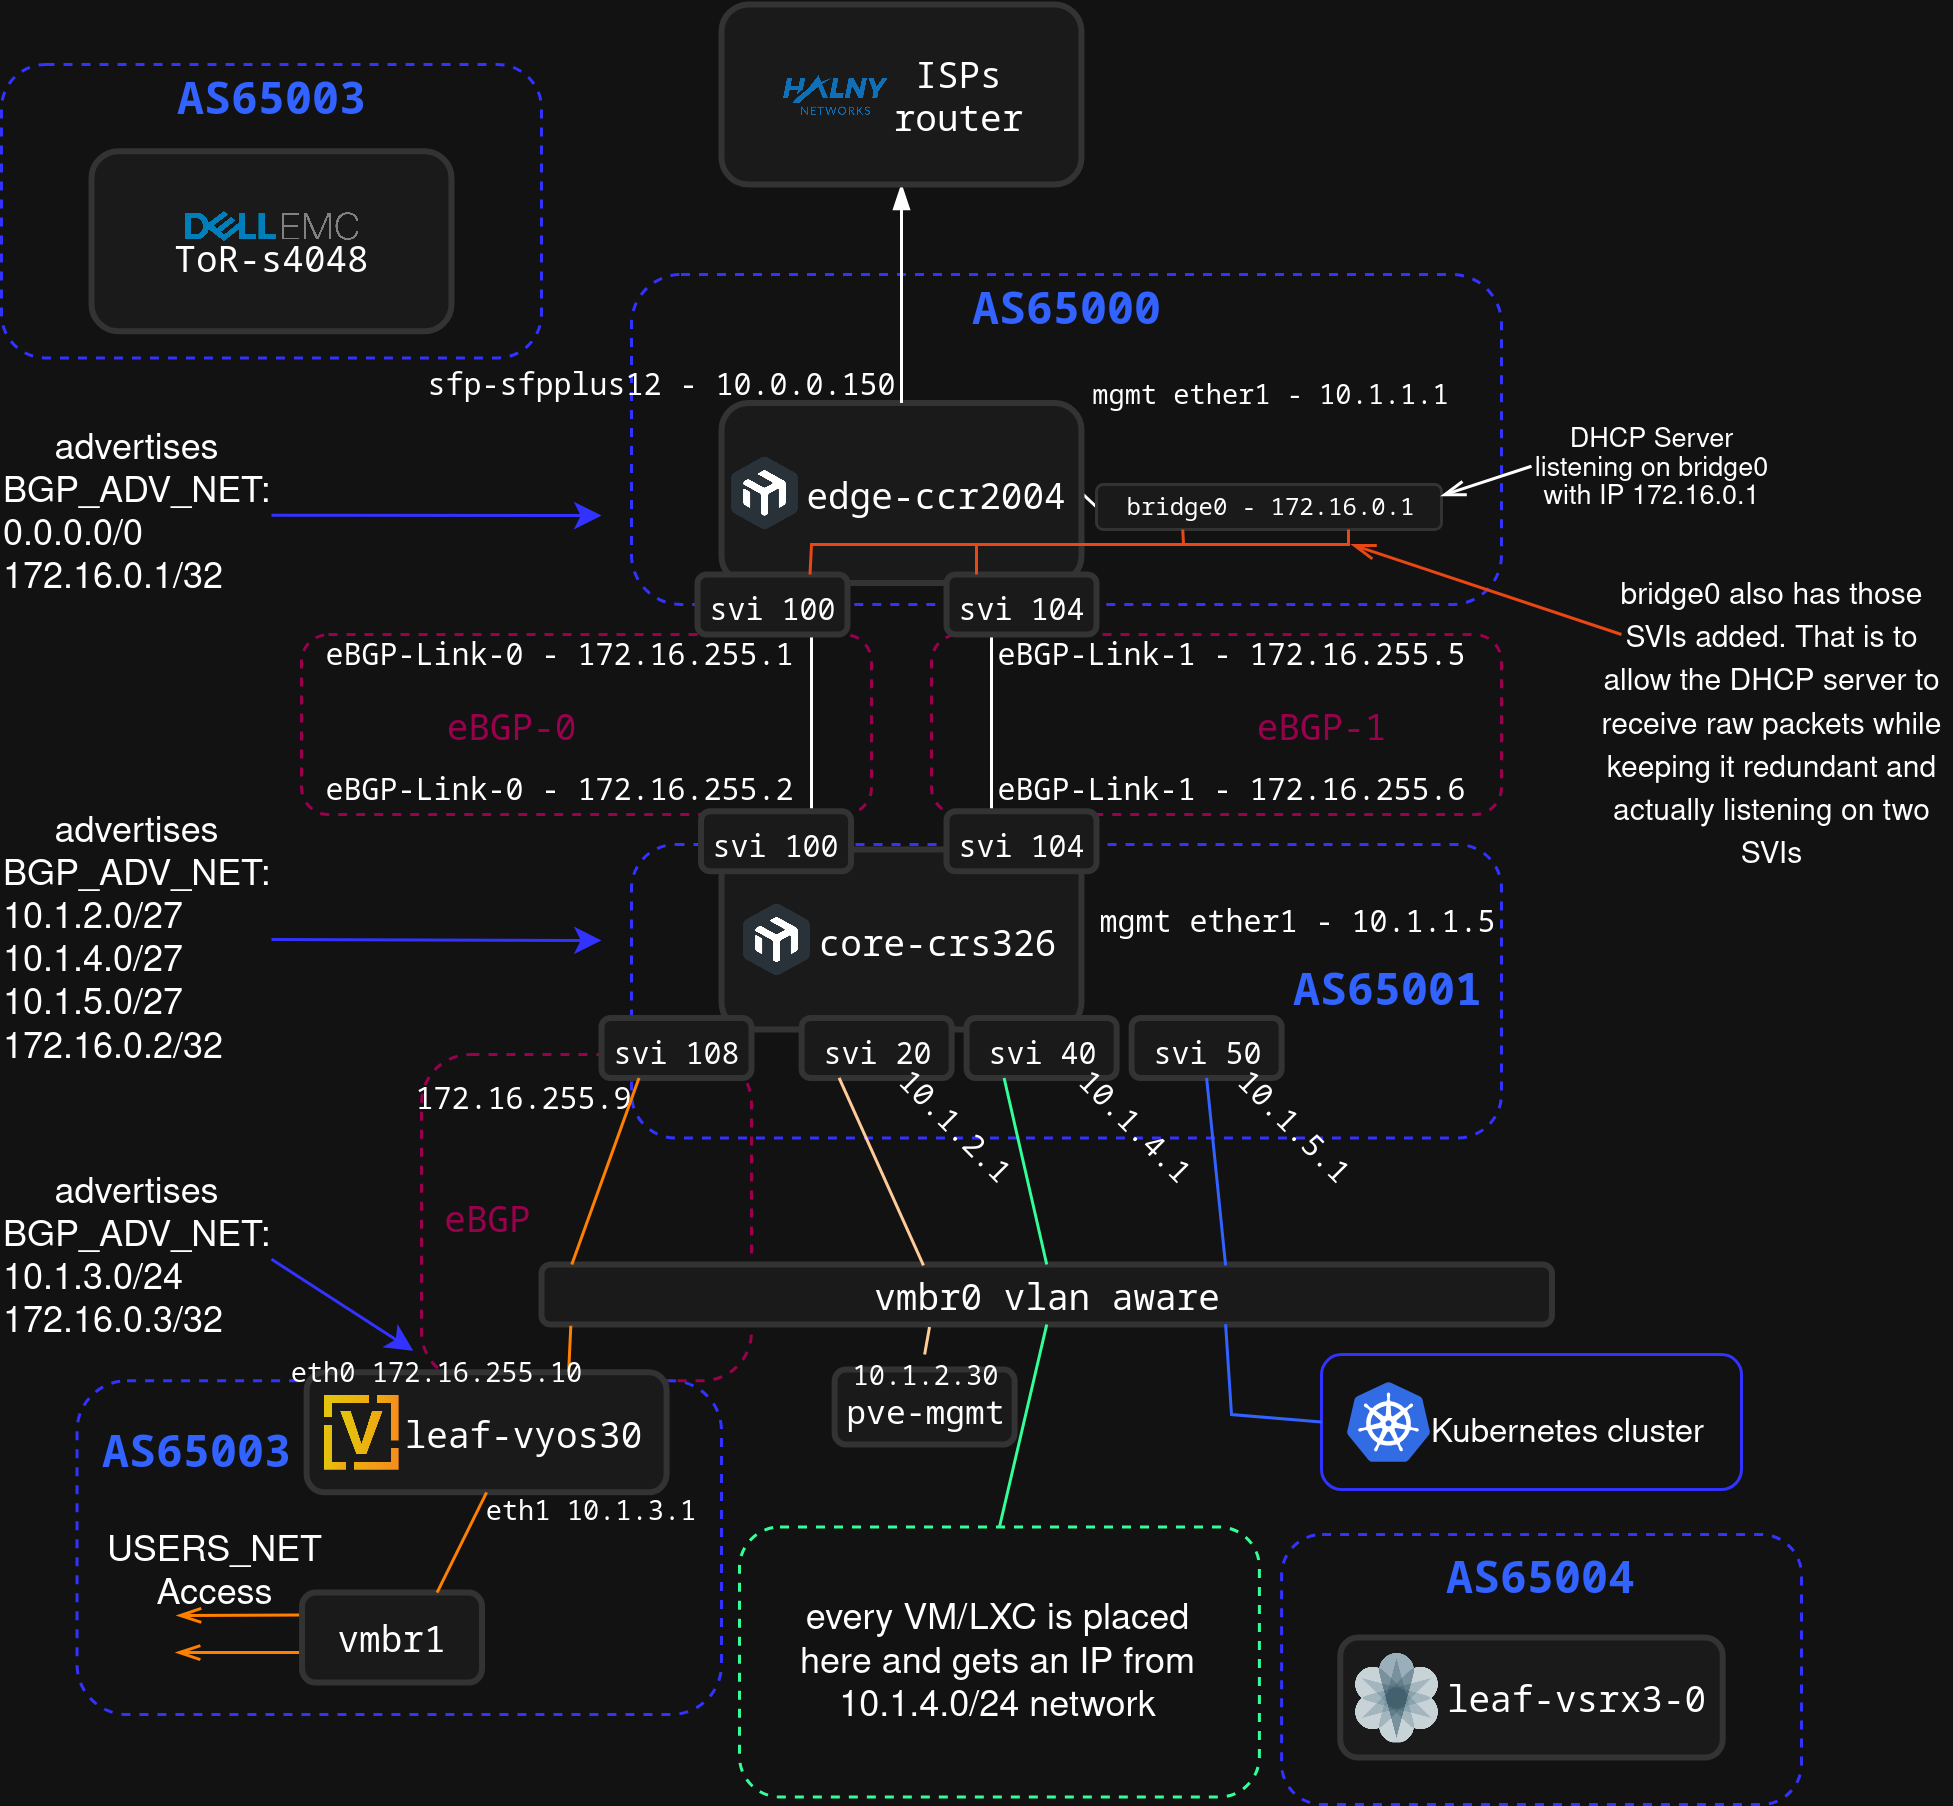 HALNY
NETWORKS
ISPs
router
AS65003
DELLEMC
ToR-s4048
AS65000
sfp-sfpplus12 - 10.0.0.150
mgmt ether1 - 10.1.1.1
advertises
BGP_ADV_NET:
0.0.0.0/0
172.16.0.1/32
edge-ccr2004
bridge0 - 172.16.0.1
DHCP Server
listening on bridge0
with IP 172.16.0.1
svi 100
svi 104
bridge0 also has those
SVIs added. That is to
allow the DHCP server to
receive raw packets while
keeping it redundant and
actually listening on two
SVIs
eBGP-Link-0 - 172.16.255.1
eBGP-0
eBGP-Link-0 - 172.16.255.2
eBGP-Link-1 - 172.16.255.5
eBGP-1
eBGP-Link-1 - 172.16.255.6
svi 100
svi 104
advertises
BGP_ADV_NET:
10.1.2.0/27
10.1.4.0/27
10.1.5.0/27
172.16.0.2/32
core-crs326
mgmt ether1 - 10.1.1.5
AS65001
svi 108
svi 20
svi 40
svi 50
172.16.255.9
10.1.2.1
10.1.4.1
10.1.5.1
eBGP
advertises
BGP_ADV_NET:
10.1.3.0/24
172.16.0.3/32
vmbr0 vlan aware
eth0 172.16.255.10
AS65003
leaf-vyos30
eth1 10.1.3.1
10.1.2.30
pve-mgmt
Kubernetes cluster
USERS_NET
Access
vmbr1
every VM/LXC is placed
here and gets an IP from
10.1.4.0/24 network
AS65004
leaf-vsrx3-0